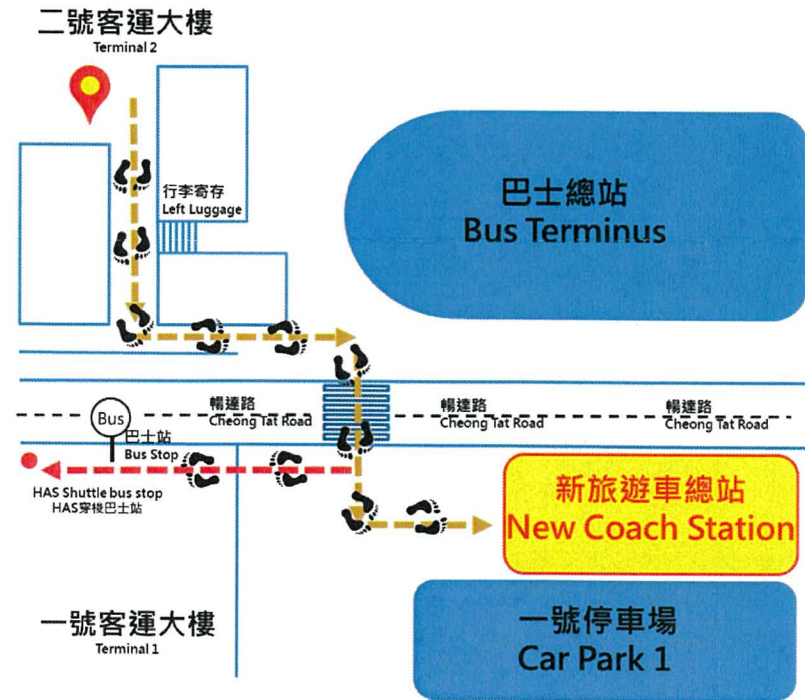 二號客運大樓
Terminal 2
行李寄存
Left Luggage
巴士總站
Bus Terminus
暢達路
Cheong Tat Road
暢達路
Cheong Tat Road
暢達路
Cheong Tat Road
Bus
巴士站
Bus Stop
HAS Shuttle bus stop
HAS穿梭巴士站
新旅遊車總站
New Coach Station
一號客運大樓
Terminal 1
一號停車場
Car Park 1